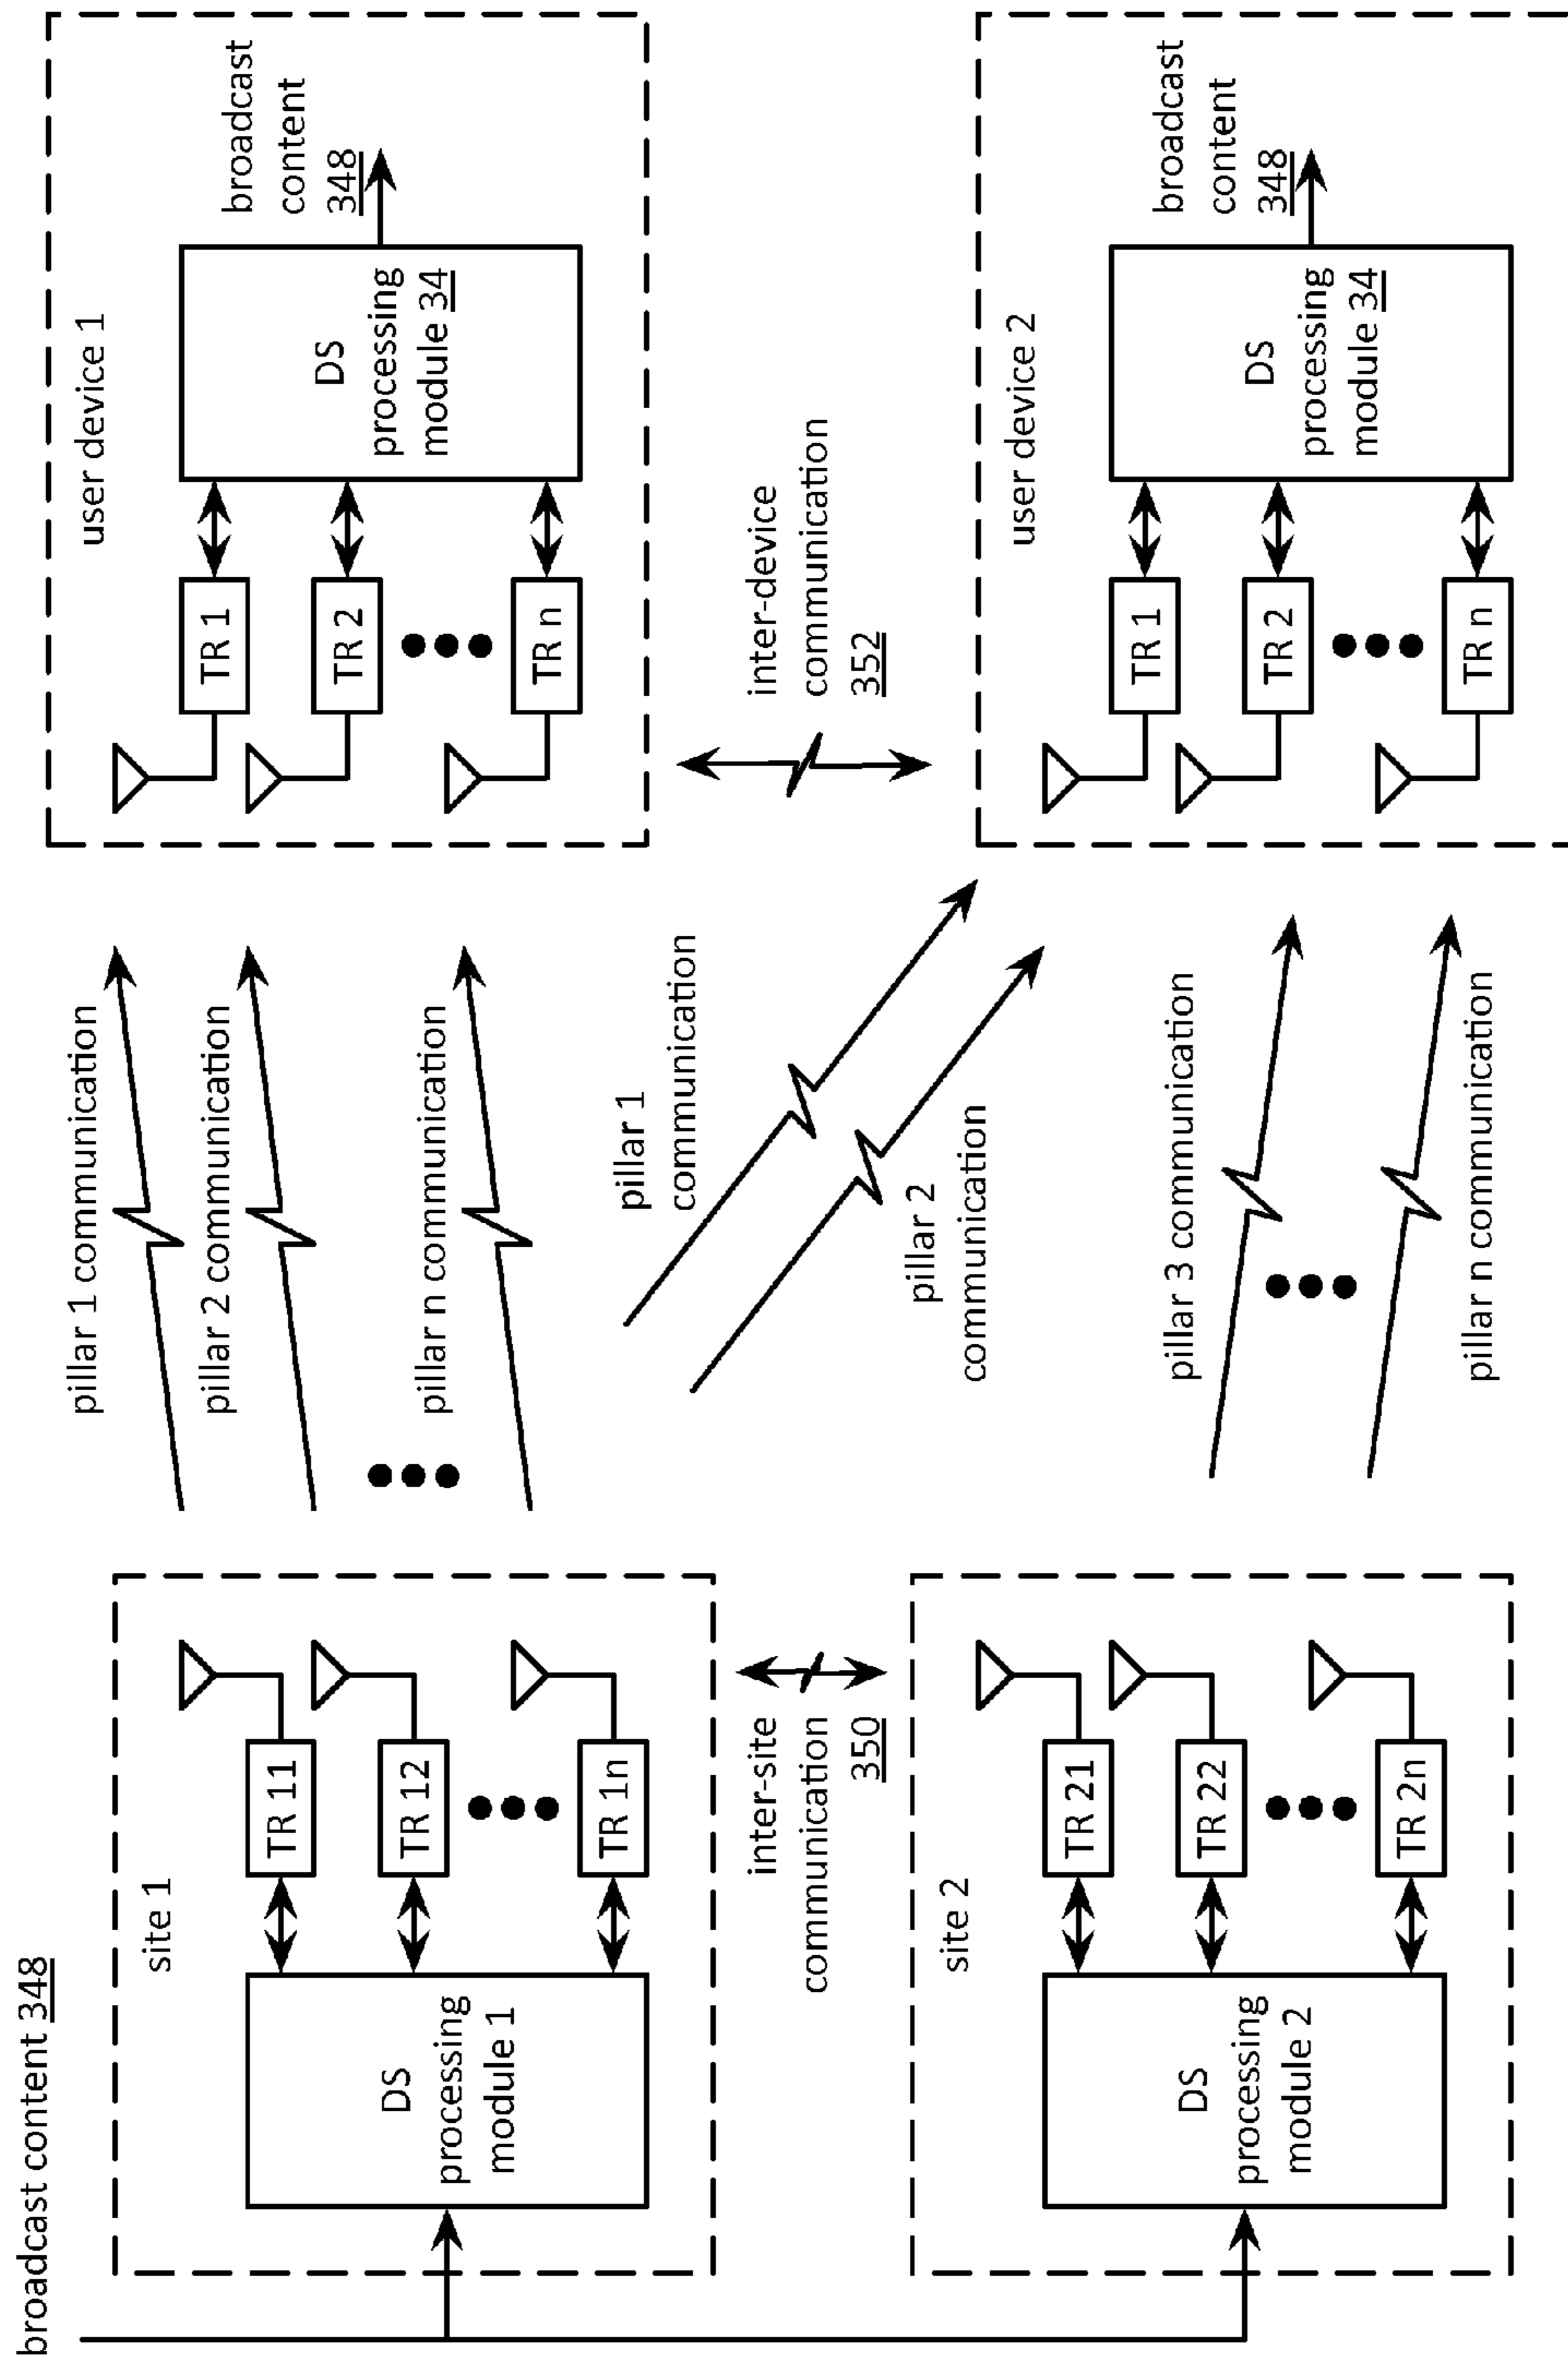 broadcast content 348
site 1
DS
processing
module 1
TR 11
TR 12
TR 1n
inter-site
communication
350
site 2
DS
processing
module 2
TR 21
TR 22
TR 2n
pillar 1 communication
pillar 2 communication
pillar n communication
pillar 1
communication
pillar 2
communication
pillar 3 communication
pillar n communication
user device 1
TR 1
TR 2
TR n
DS
processing
module 34
broadcast
content
348
inter-device
communication
352
user device 2
TR 1
TR 2
TR n
DS
processing
module 34
broadcast
content
348